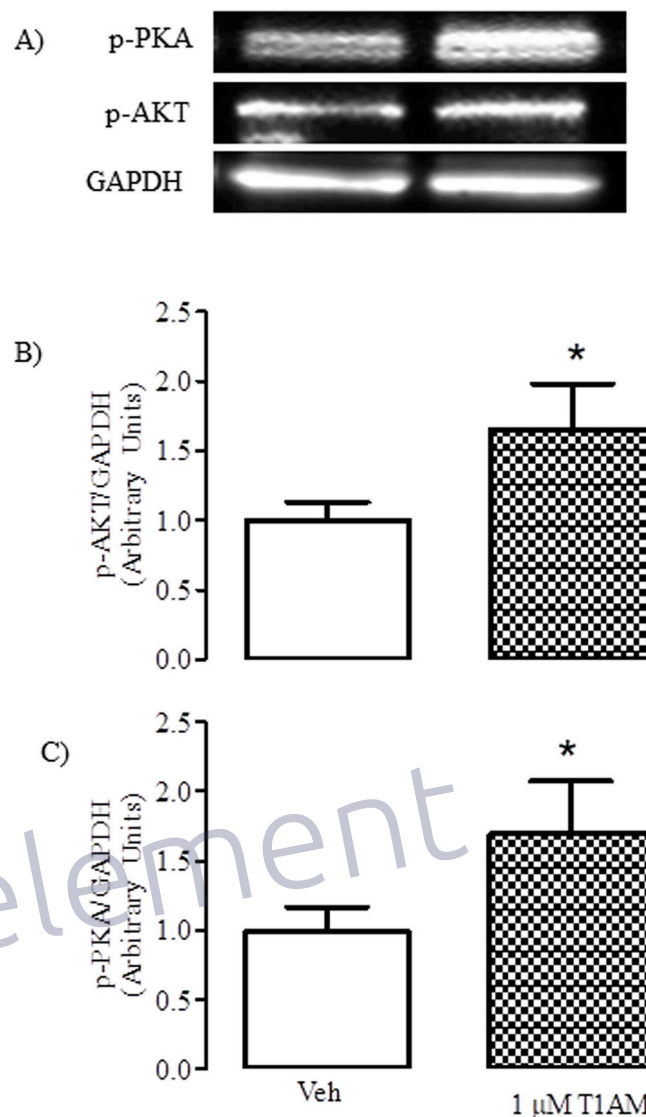 A)
p-PKA
p-AKT
GAPDH
B)
p-AKT/GAPDH
(Arbitrary Units)
2.5
2.0
1.5
1.0
0.5
0.0
*
C)
p-PKA/GAPDH
(Arbitrary Units)
2.5
2.0
1.5
1.0
0.5
0.0
*
Veh
1 µM T1AM
element